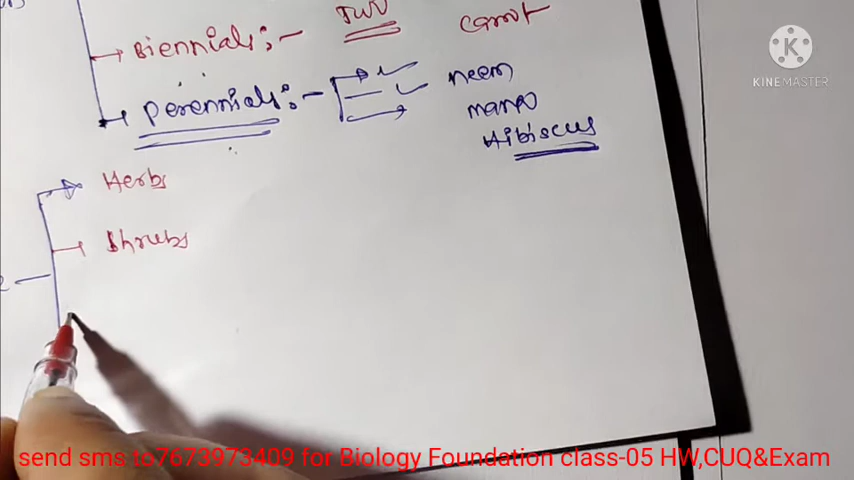 TWO
Carrot
Biennials:-
Perennials:-
neem
mango
Hibiscus
Herbs
Shrubs
KINEMASTER
send sms to7673973409 for Biology Foundation class-05 HW,CUQ&Exam